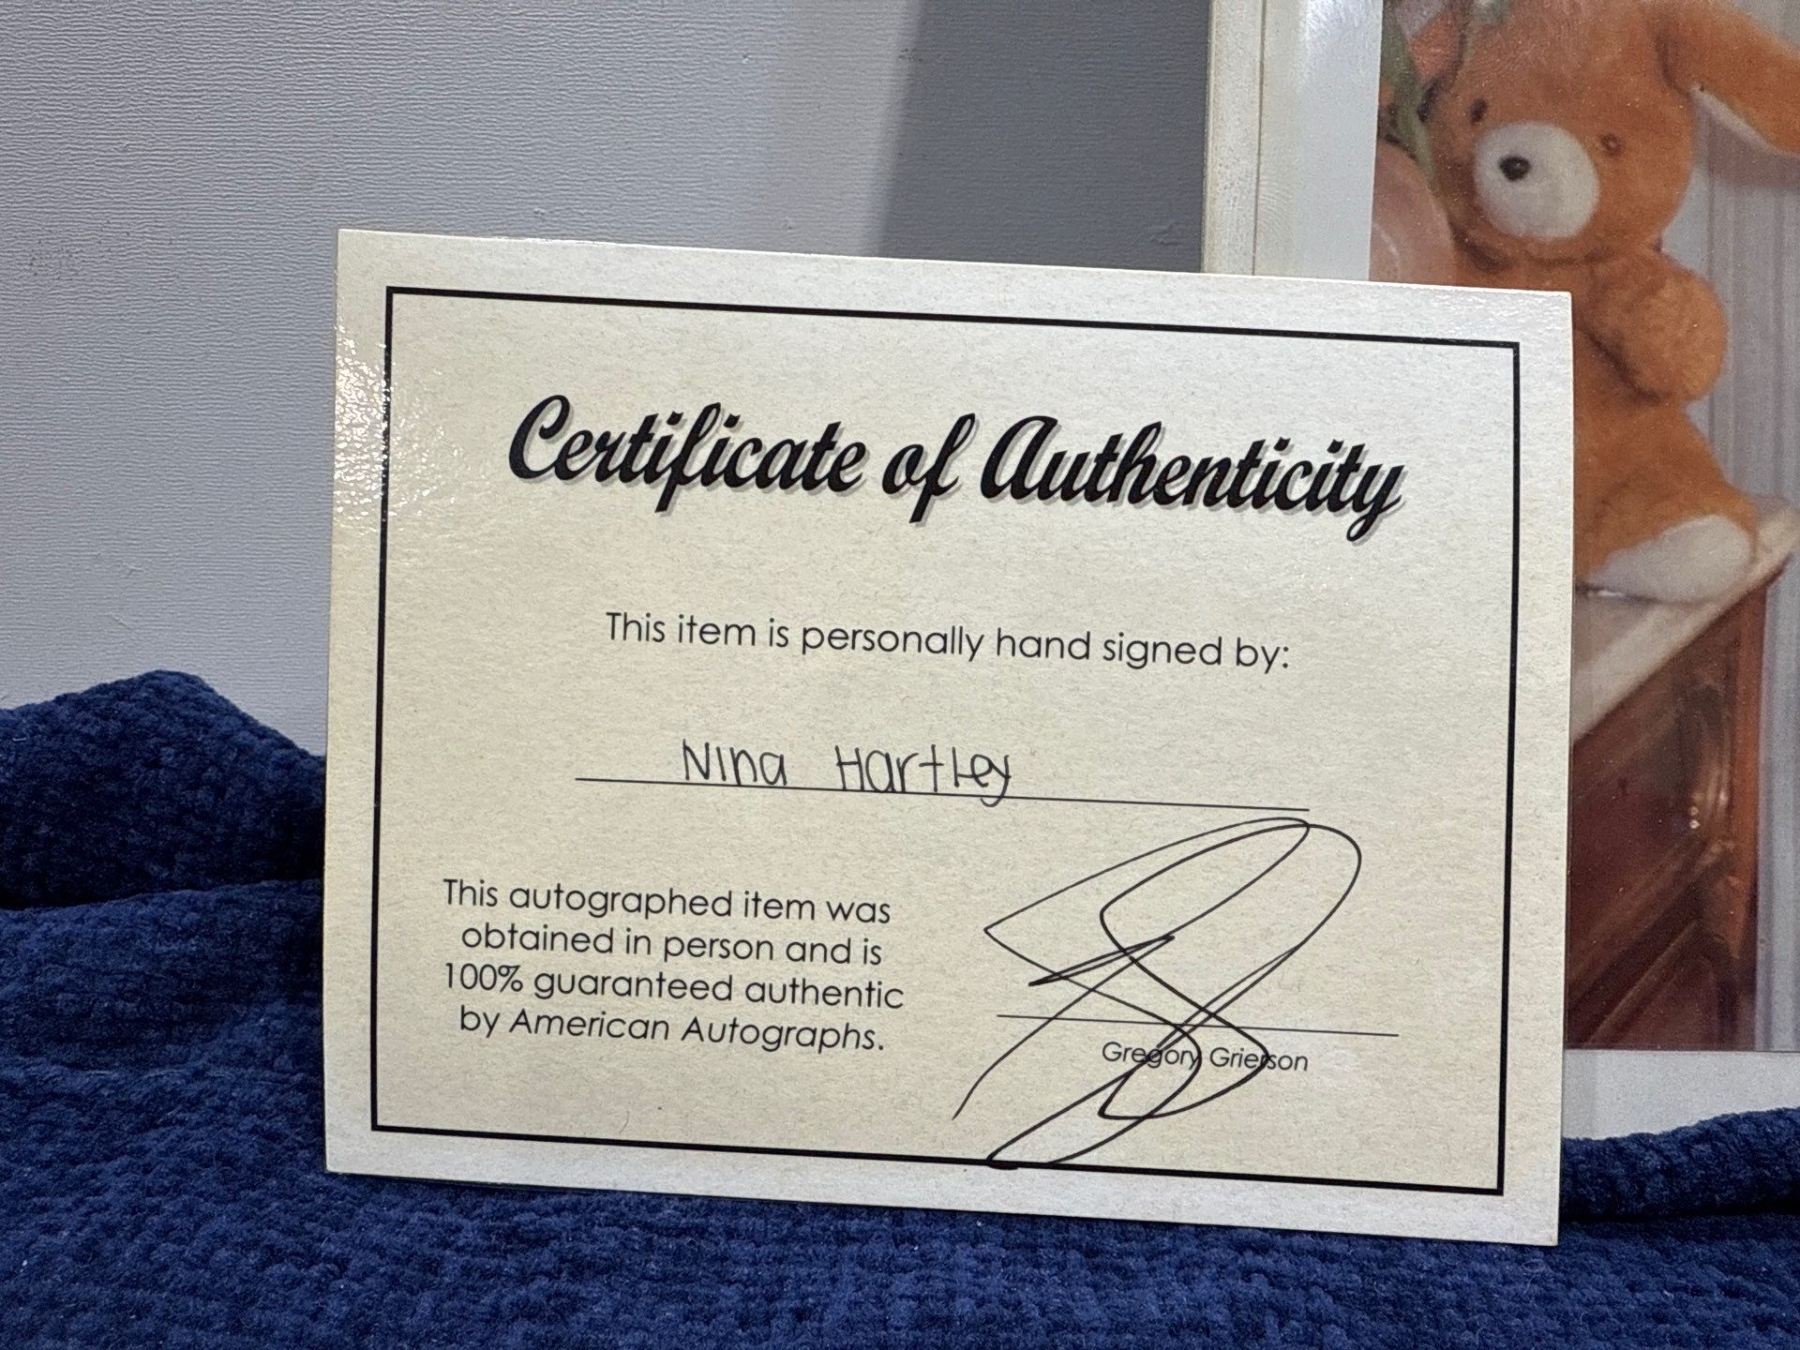 Certificate of Authenticity
This item is personally hand signed by:
Nina Hartley
This autographed item was
obtained in person and is
100% guaranteed authentic
by American Autographs.
Gregory Grierson